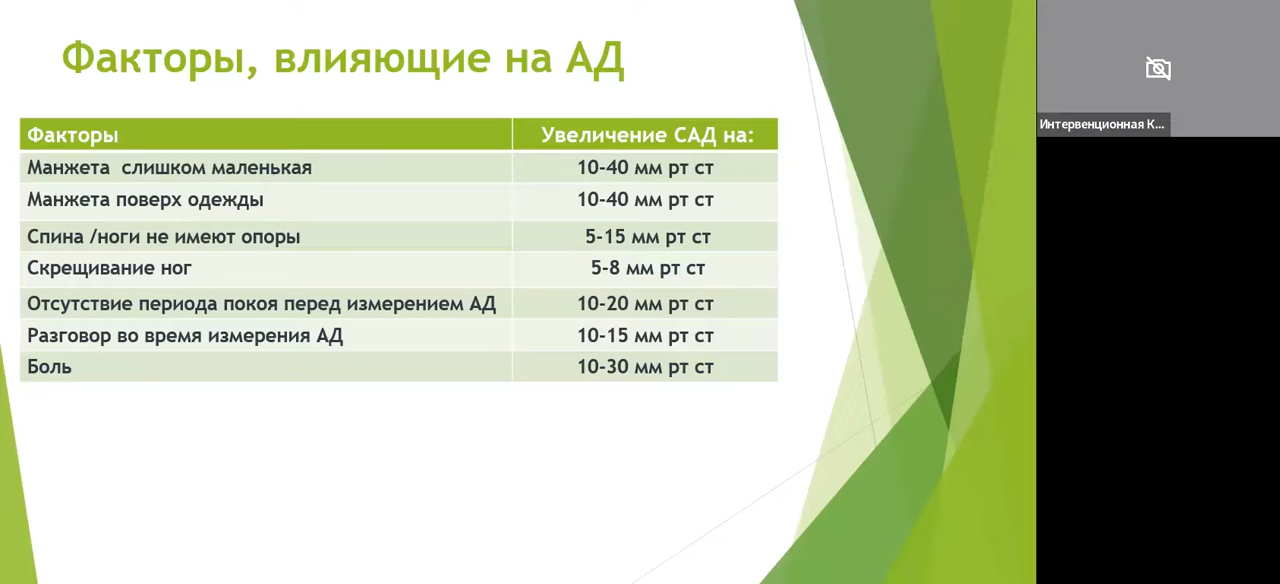 Факторы, влияющие на АД
Факторы Увеличение САД на:
Манжета слишком маленькая 10-40 мм рт ст
Манжета поверх одежды 10-40 мм рт ст
Спина /ноги не имеют опоры 5-15 мм рт ст
Скрещивание ног 5-8 мм рт ст
Отсутствие периода покоя перед измерением АД 10-20 мм рт ст
Разговор во время измерения АД 10-15 мм рт ст
Боль 10-30 мм рт ст
Интервенционная К...